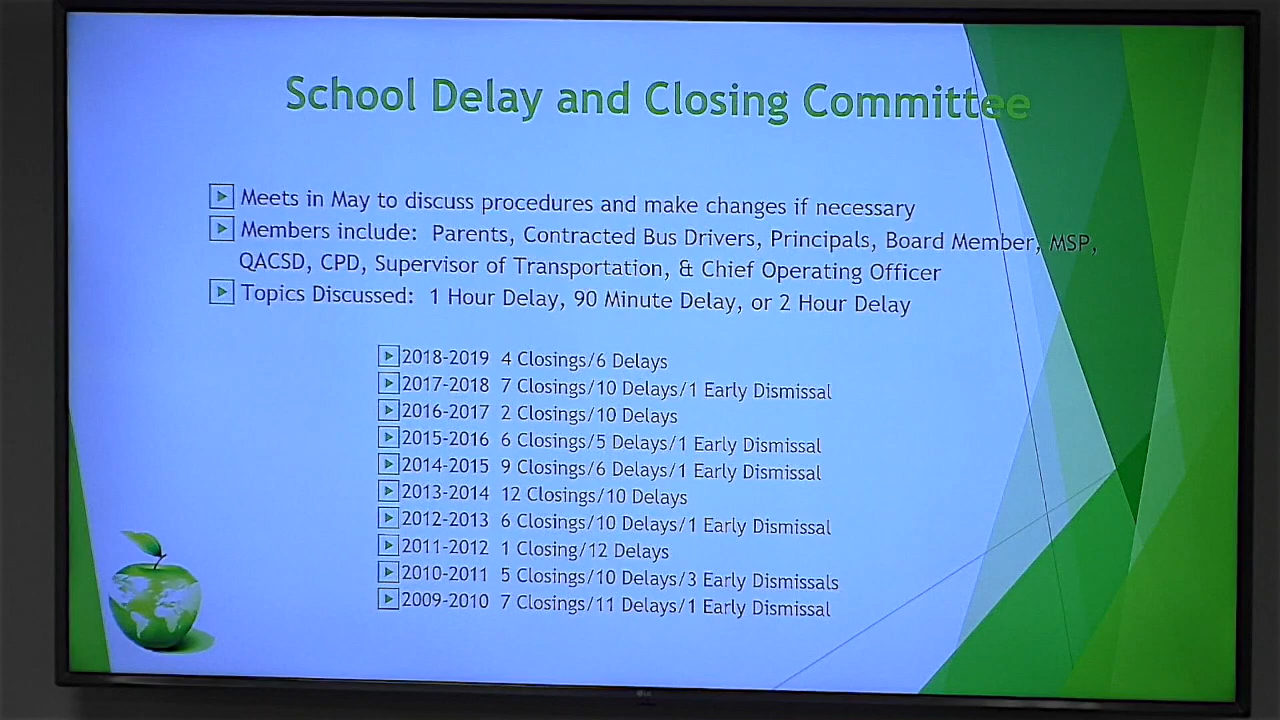 School Delay and Closing Committee
Meets in May to discuss procedures and make changes if necessary
Members include: Parents, Contracted Bus Drivers, Principals, Board Member, MSP,
QACSD, CPD, Supervisor of Transportation, & Chief Operating Officer
Topics Discussed: 1 Hour Delay, 90 Minute Delay, or 2 Hour Delay
2018-2019 4 Closings/6 Delays
2017-2018 7 Closings/10 Delays/1 Early Dismissal
2016-2017 2 Closings/10 Delays
2015-2016 6 Closings/5 Delays/1 Early Dismissal
2014-2015 9 Closings/6 Delays/1 Early Dismissal
2013-2014 12 Closings/10 Delays
2012-2013 6 Closings/10 Delays/1 Early Dismissal
2011-2012 1 Closing/12 Delays
2010-2011 5 Closings/10 Delays/3 Early Dismissals
2009-2010 7 Closings/11 Delays/1 Early Dismissal
LG